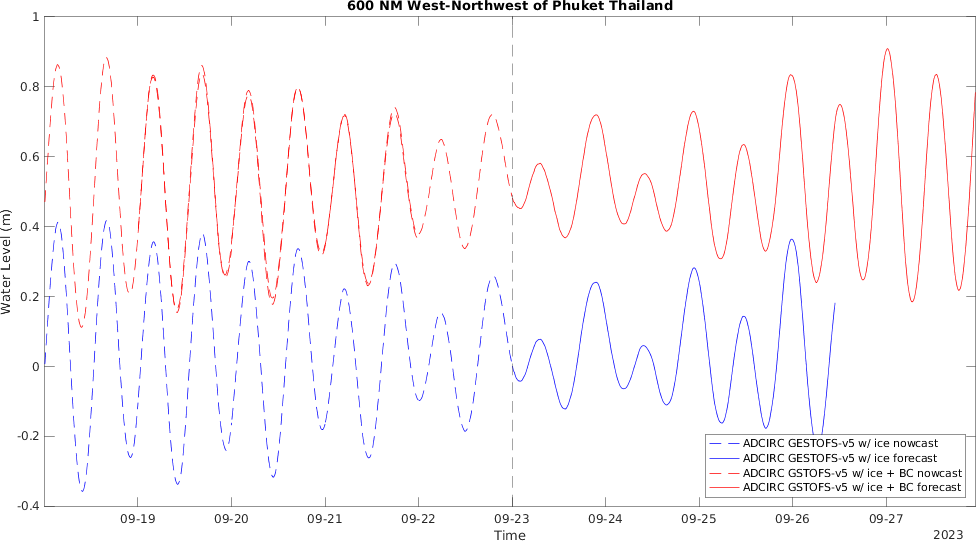 600 NM West-Northwest of Phuket Thailand
1
0.8
0.6
0.4
0.2
0
-0.2
-0.4
Water Level (m)
ADCIRC GESTOFS-v5 w/ ice nowcast
ADCIRC GESTOFS-v5 w/ ice forecast
ADCIRC GSTOFS-v5 w/ ice + BC nowcast
ADCIRC GSTOFS-v5 w/ ice + BC forecast
09-19 09-20 09-21 09-22 09-23 09-24 09-25 09-26 09-27
Time
2023